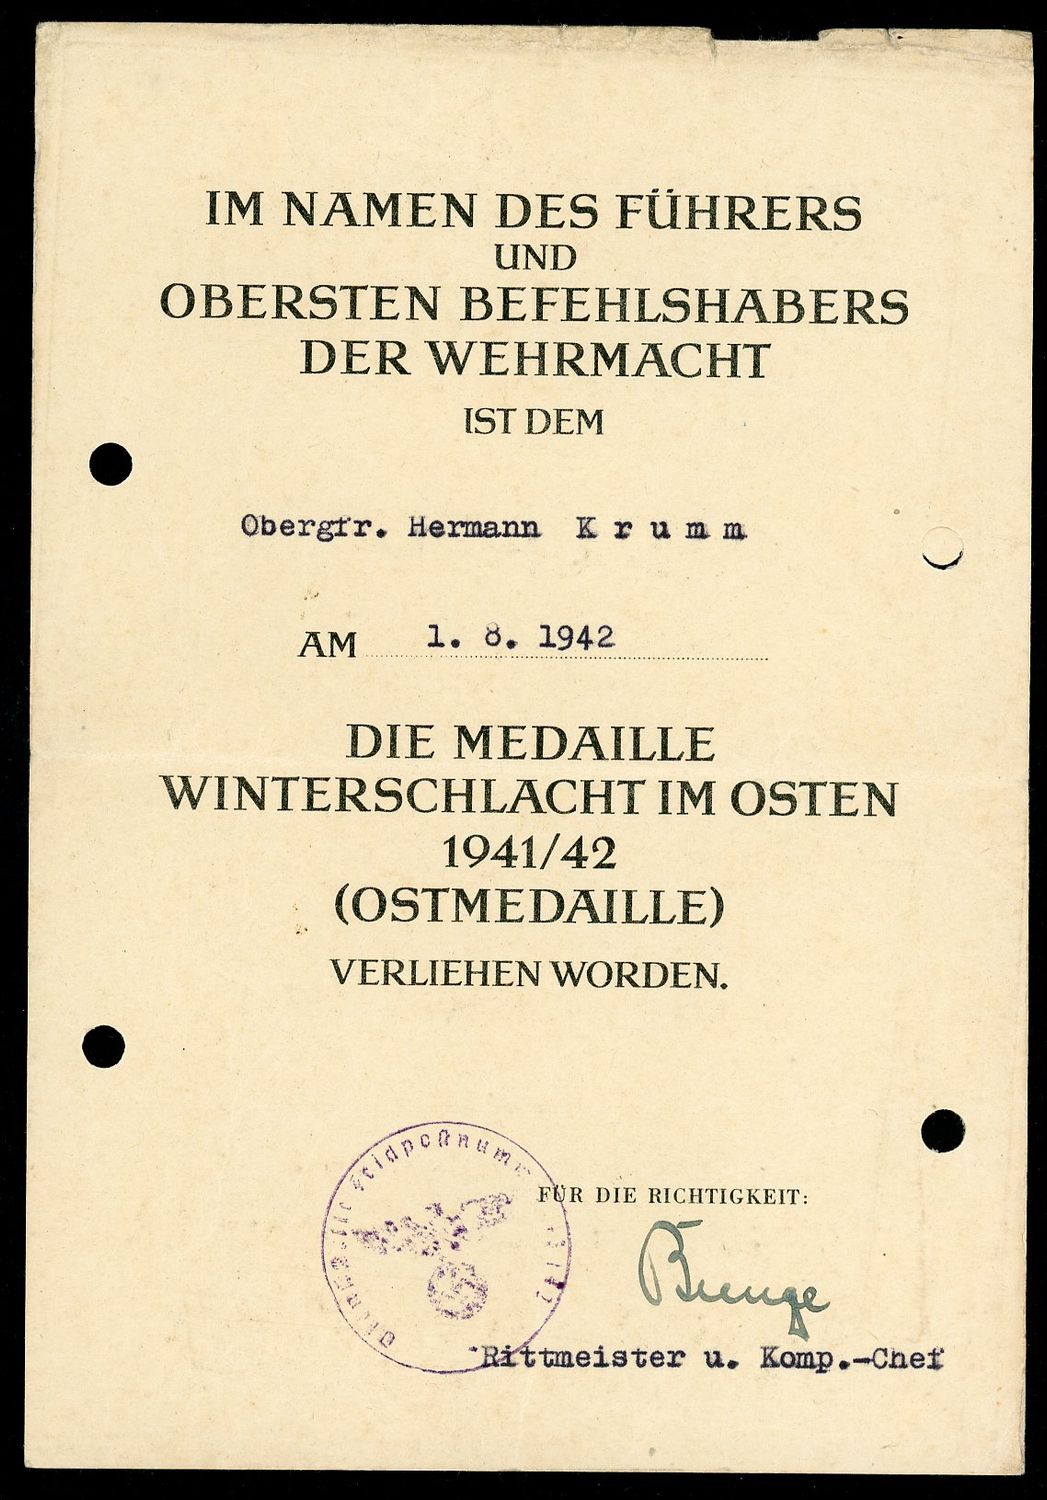 IM NAMEN DES FÜHRERS
UND
OBERSTEN BEFEHLSHABERS
DER WEHRMACHT
IST DEM
Obergfr. Hermann K r u m m
AM 1. 8. 1942
DIE MEDAILLE
WINTERSCHLACHT IM OSTEN
1941/42
(OSTMEDAILLE)
VERLIEHEN WORDEN.
FÜR DIE RICHTIGKEIT:
Bunge
Rittmeister u. Komp.-Chef